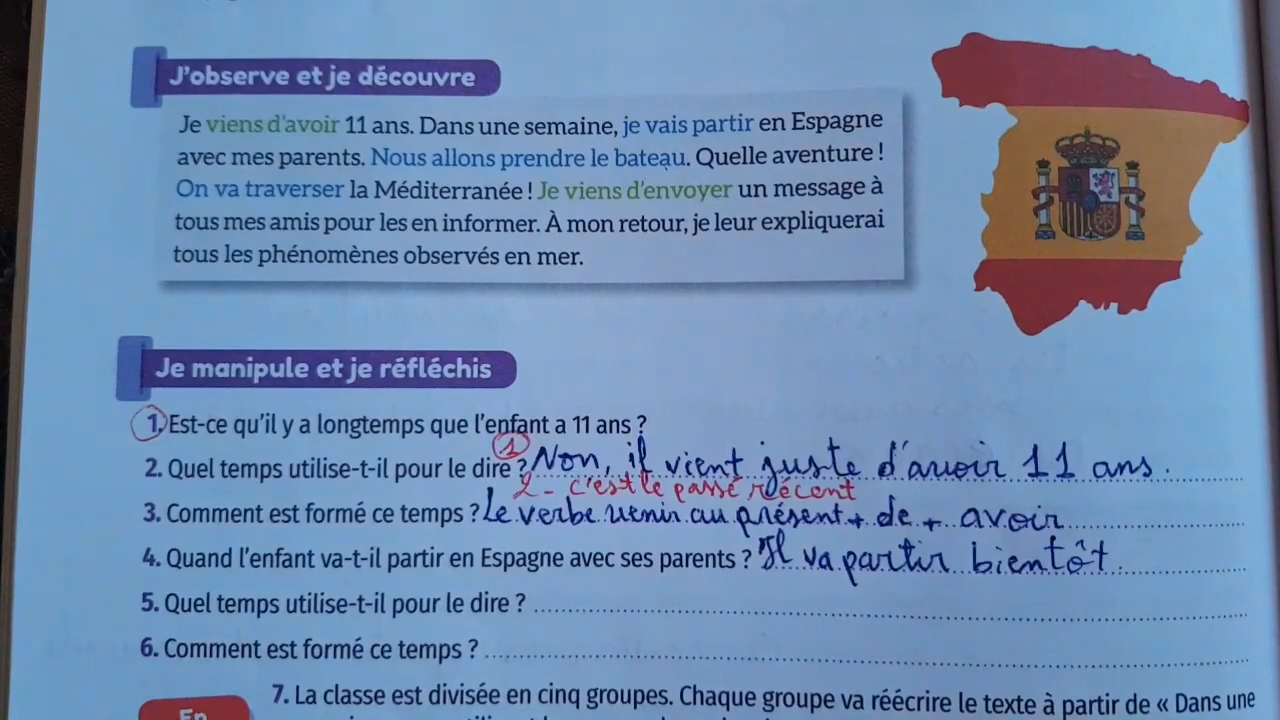 J'observe et je découvre
Je viens d'avoir 11 ans. Dans une semaine, je vais partir en Espagne
avec mes parents. Nous allons prendre le bateau. Quelle aventure !
On va traverser la Méditerranée ! Je viens d'envoyer un message à
tous mes amis pour les en informer. À mon retour, je leur expliquerai
tous les phénomènes observés en mer.
Je manipule et je réfléchis
1. Est-ce qu'il y a longtemps que l'enfant a 11 ans ?
1
2. Quel temps utilise-t-il pour le dire ? Non, il vient juste d'avoir 11 ans.
2 - c'est le passé récent
3. Comment est formé ce temps ? Le verbe venir au présent + de + avoir
4. Quand l'enfant va-t-il partir en Espagne avec ses parents ? Il va partir bientôt.
5. Quel temps utilise-t-il pour le dire ?
6. Comment est formé ce temps ?
En
7. La classe est divisée en cinq groupes. Chaque groupe va réécrire le texte à partir de « Dans une